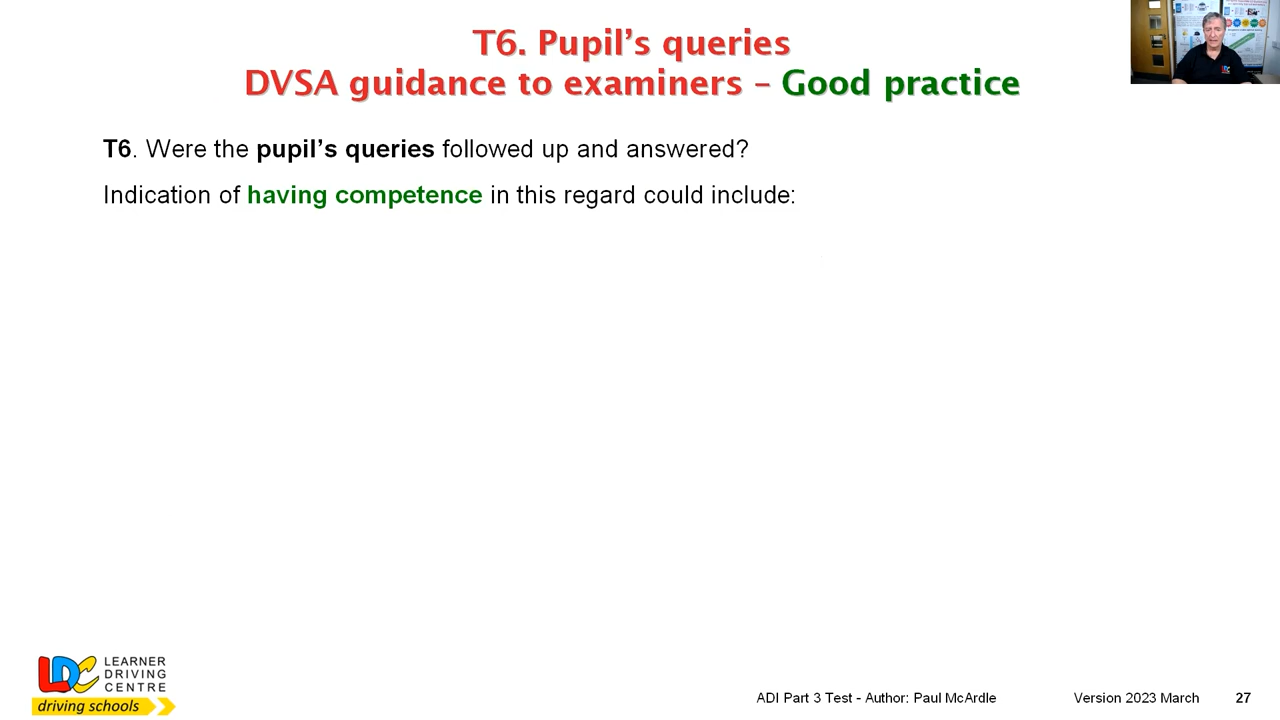 T6. Pupil's queries
DVSA guidance to examiners – Good practice
T6. Were the pupil's queries followed up and answered?
Indication of having competence in this regard could include:
LDC LEARNER
DRIVING
CENTRE
driving schools
ADI Part 3 Test - Author: Paul McArdle
Version 2023 March
27